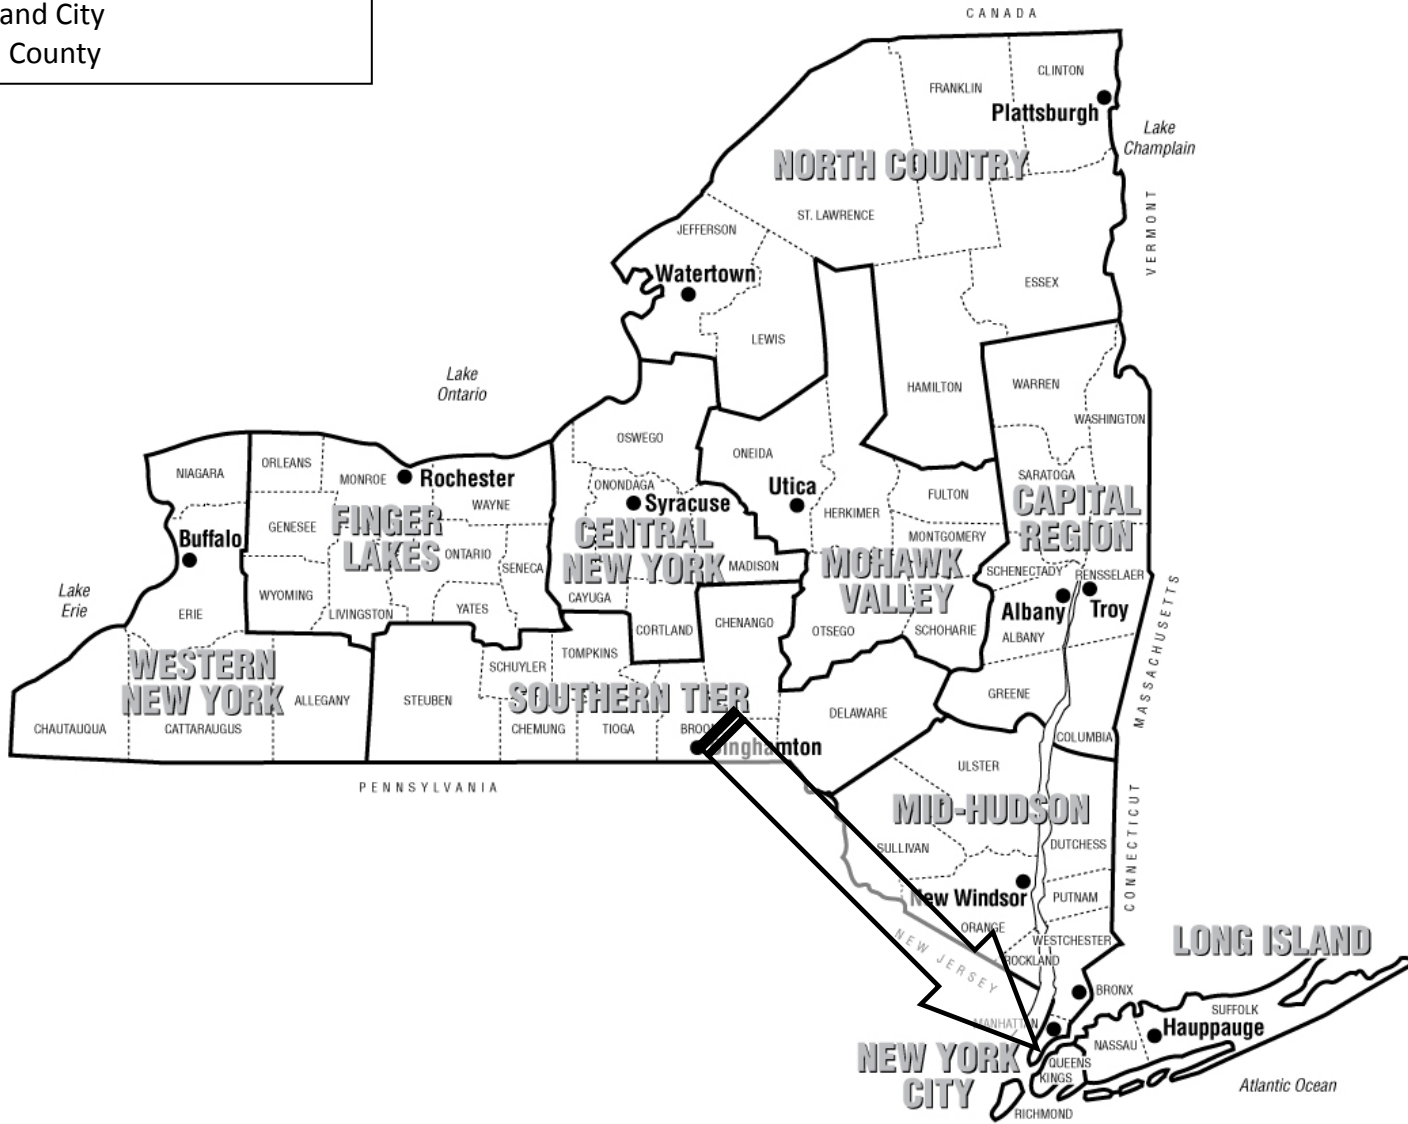 and City
County
CANADA
CLINTON
FRANKLIN
Plattsburgh
Lake
Champlain
NORTH COUNTRY
VERMONT
ST. LAWRENCE
JEFFERSON
Watertown
ESSEX
LEWIS
Lake
Ontario
HAMILTON
WARREN
WASHINGTON
OSWEGO
ONEIDA
NIAGARA
ORLEANS
MONROE
Rochester
WAYNE
ONONDAGA
Syracuse
Utica
HERKIMER
FULTON
SARATOGA
CAPITAL
REGION
Buffalo
GENESEE
FINGER
LAKES
ONTARIO
SENECA
CENTRAL
NEW YORK
MADISON
MONTGOMERY
MOHAWK
VALLEY
SCHENECTADY
RENSSELAER
Lake
Erie
ERIE
WYOMING
LIVINGSTON
YATES
CAYUGA
CORTLAND
CHENANGO
OTSEGO
SCHOHARIE
Albany
Troy
ALBANY
MASSACHUSETTS
WESTERN
NEW YORK
ALLEGANY
STEUBEN
SCHUYLER
TOMPKINS
SOUTHERN TIER
GREENE
CHAUTAUQUA
CATTARAUGUS
CHEMUNG
TIOGA
BROO
DELAWARE
COLUMBIA
inghamton
PENNSYLVANIA
ULSTER
MID-HUDSON
SULLIVAN
DUTCHESS
CONNECTICUT
New Windsor
PUTNAM
ORANGE
NEW JERSEY
WESTCHESTER
ROCKLAND
LONG ISLAND
BRONX
MANHATTAN
SUFFOLK
Hauppauge
NASSAU
NEW YORK
CITY
QUEENS
KINGS
RICHMOND
Atlantic Ocean